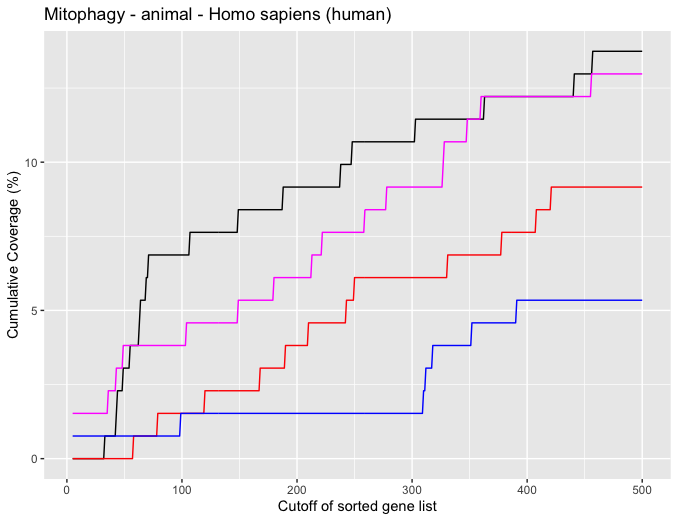 Mitophagy - animal - Homo sapiens (human)
Cumulative Coverage (%)
10
5
0
0 100 200 300 400 500
Cutoff of sorted gene list